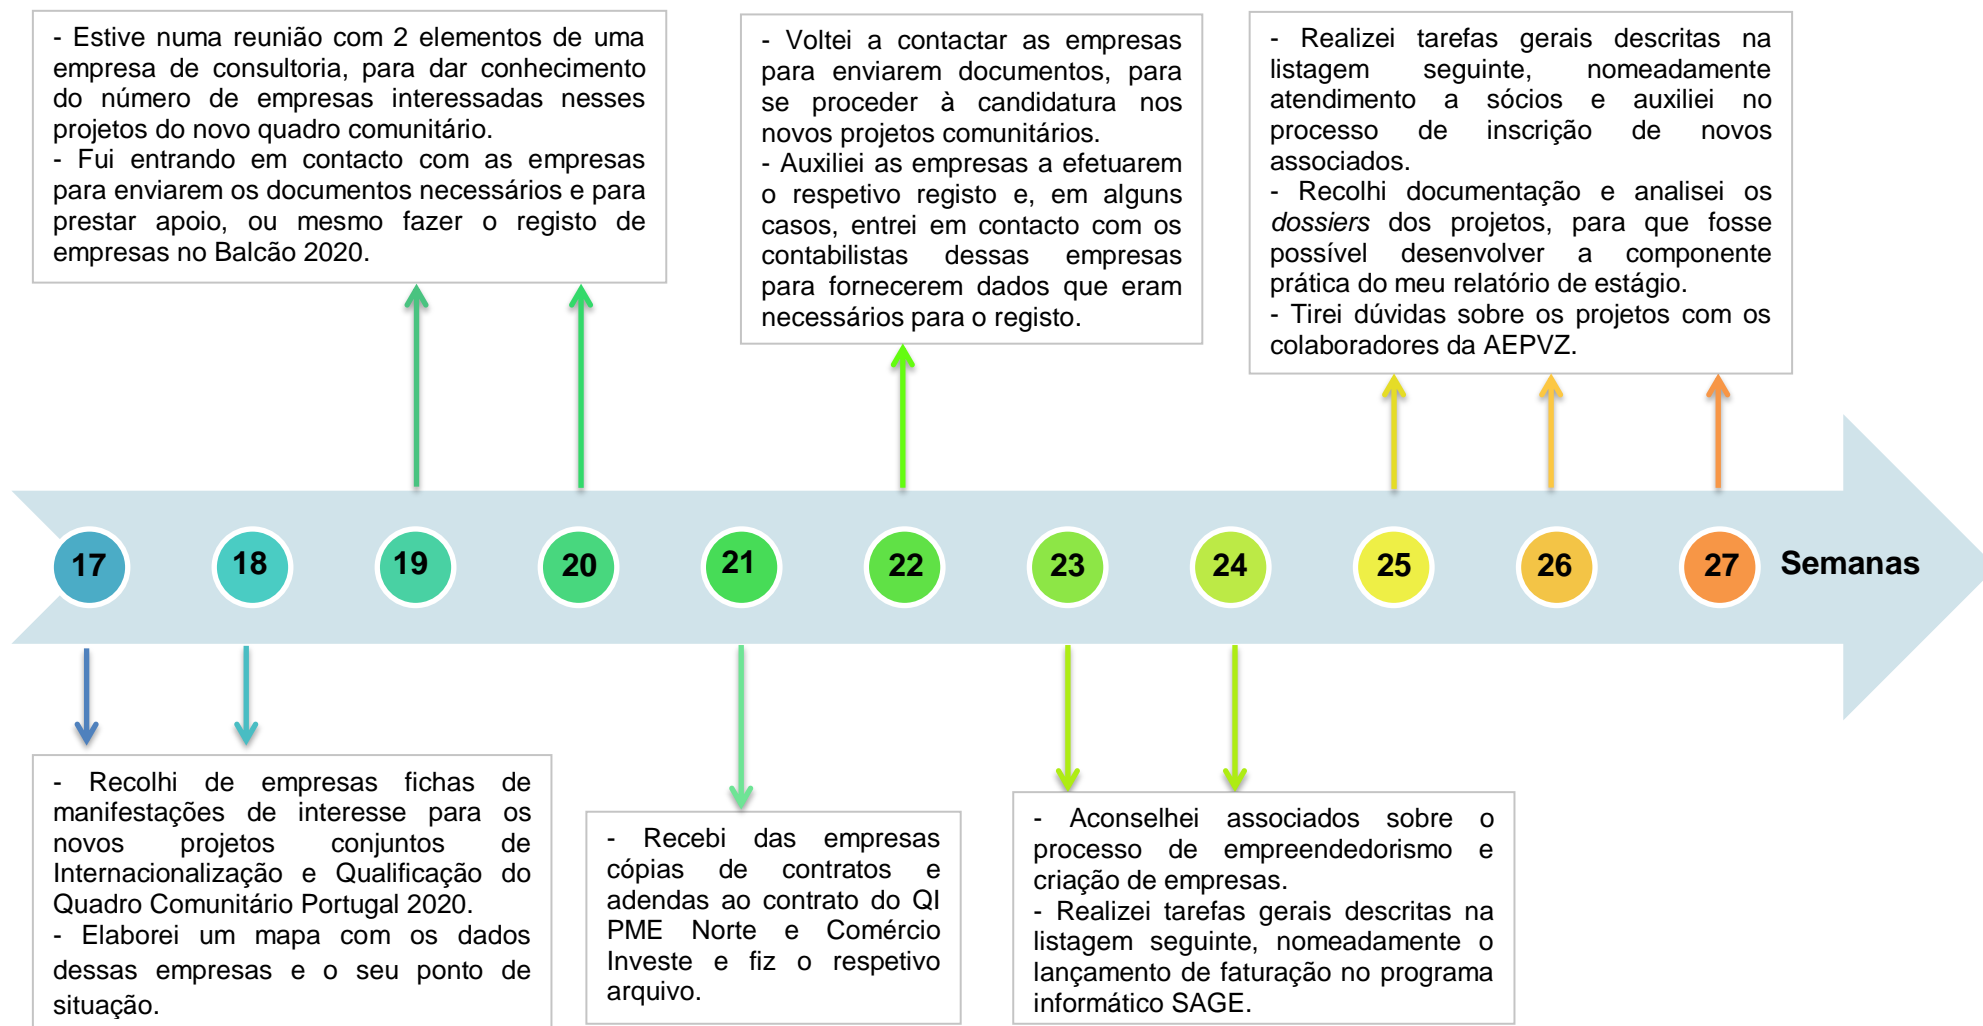 - Estive numa reunião com 2 elementos de uma
empresa de consultoria, para dar conhecimento
do número de empresas interessadas nesses
projetos do novo quadro comunitário.
- Fui entrando em contacto com as empresas
para enviarem os documentos necessários e para
prestar apoio, ou mesmo fazer o registo de
empresas no Balcão 2020.
- Voltei a contactar as empresas
para enviarem documentos, para
se proceder à candidatura nos
novos projetos comunitários.
- Auxiliei as empresas a efetuarem
o respetivo registo e, em alguns
casos, entrei em contacto com os
contabilistas dessas empresas
para fornecerem dados que eram
necessários para o registo.
- Realizei tarefas gerais descritas na
listagem seguinte, nomeadamente
atendimento a sócios e auxiliei no
processo de inscrição de novos
associados.
- Recolhi documentação e analisei os
dossiers dos projetos, para que fosse
possível desenvolver a componente
prática do meu relatório de estágio.
- Tirei dúvidas sobre os projetos com os
colaboradores da AEPVZ.
17 18 19 20 21 22 23 24 25 26 27 Semanas
- Recolhi de empresas fichas de
manifestações de interesse para os
novos projetos conjuntos de
Internacionalização e Qualificação do
Quadro Comunitário Portugal 2020.
- Elaborei um mapa com os dados
dessas empresas e o seu ponto de
situação.
- Recebi das empresas
cópias de contratos e
adendas ao contrato do QI
PME Norte e Comércio
Investe e fiz o respetivo
arquivo.
- Aconselhei associados sobre o
processo de empreendedorismo e
criação de empresas.
- Realizei tarefas gerais descritas na
listagem seguinte, nomeadamente o
lançamento de faturação no programa
informático SAGE.